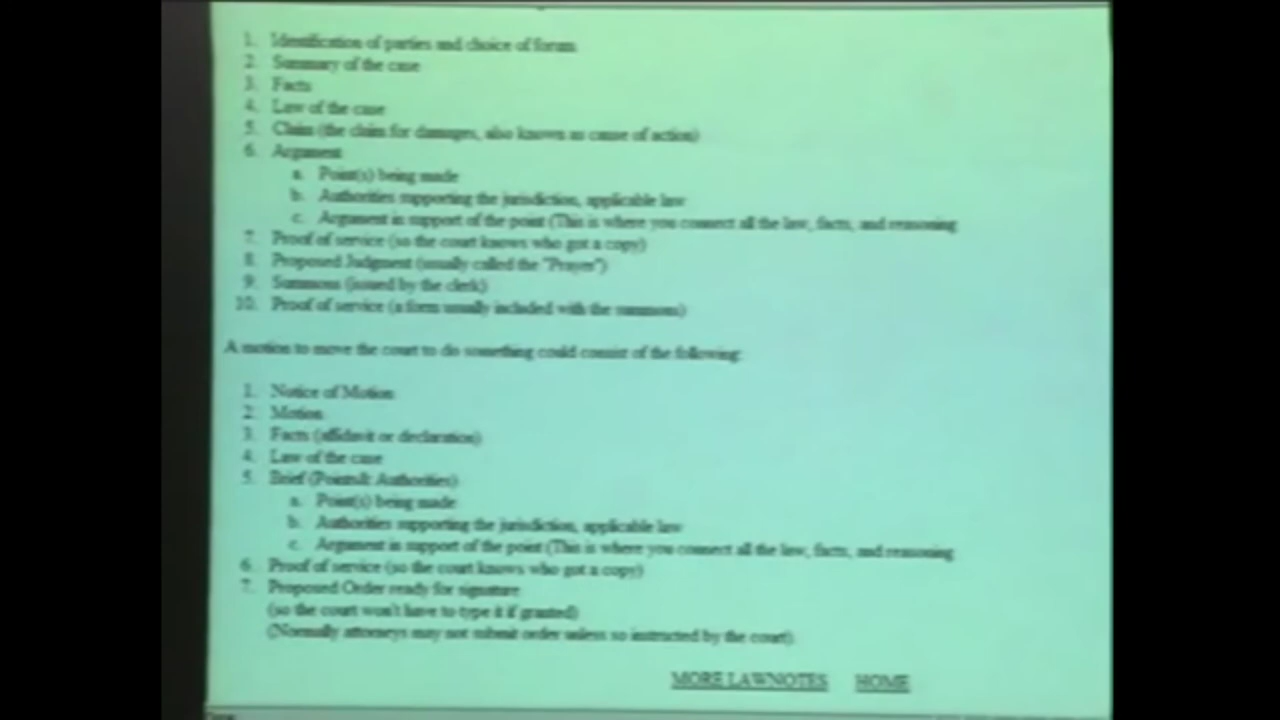 1. Identification of parties and choice of forum
2. Summary of the case
3. Facts
4. Law of the case
5. Claim (the claim for damages, also known as cause of action)
6. Argument
a. Point(s) being made
b. Authorities supporting the jurisdiction, applicable law
c. Argument in support of the point (This is where you connect all the law, facts, and reasoning
7. Proof of service (so the court knows who got a copy)
8. Proposed Judgment (usually called the "Prayer")
9. Summons (issued by the clerk)
10. Proof of service (a form usually included with the summons)
A motion to move the court to do something could consist of the following:
1. Notice of Motion
2. Motion
3. Facts (affidavit or declaration)
4. Law of the case
5. Brief (Points& Authorities)
a. Point(s) being made
b. Authorities supporting the jurisdiction, applicable law
c. Argument in support of the point (This is where you connect all the law, facts, and reasoning
6. Proof of service (so the court knows who got a copy)
7. Proposed Order ready for signature
(so the court won't have to type it if granted)
(Normally attorneys may not submit order unless so instructed by the court)
MORE LAWNOTES HOME